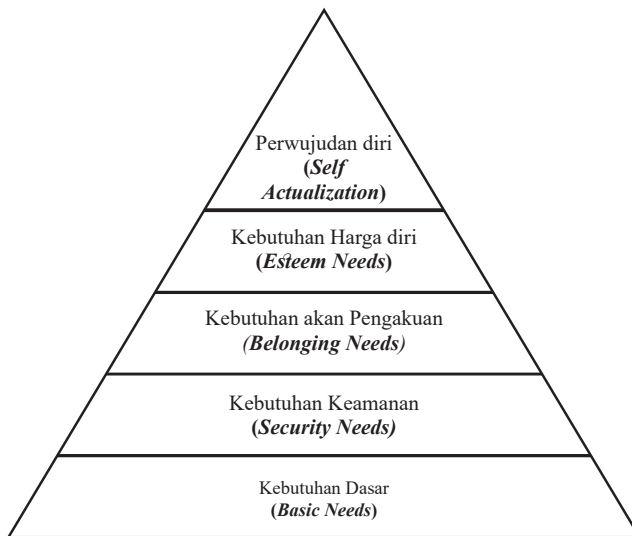 Perwujudan diri
(Self
Actualization)
Kebutuhan Harga diri
(Esteem Needs)
Kebutuhan akan Pengakuan
(Belonging Needs)
Kebutuhan Keamanan
(Security Needs)
Kebutuhan Dasar
(Basic Needs)